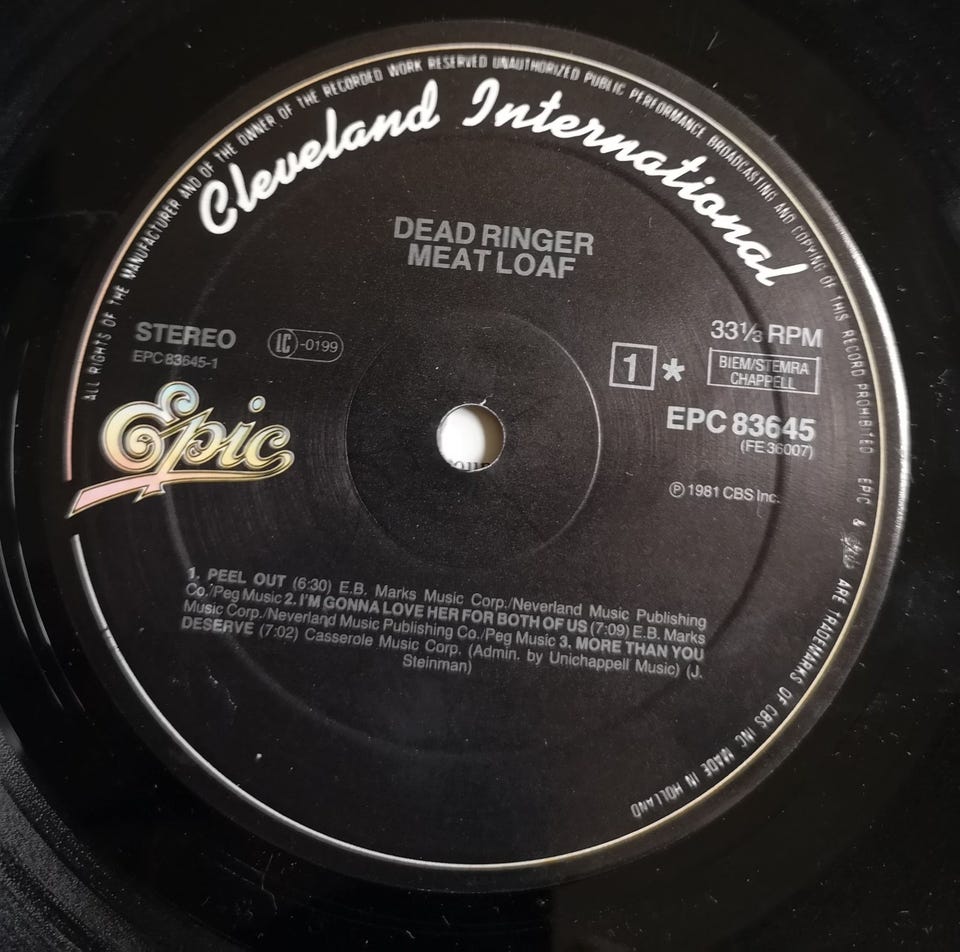 ALL RIGHTS OF THE MANUFACTURER AND OF THE OWNER OF THE RECORDED WORK RESERVED UNAUTHORIZED PUBLIC PERFORMANCE BROADCASTING AND COPYING OF THIS RECORD PROHIBITED EPIC & ARE TRADEMARKS OF CBS INC MADE IN HOLLAND
Cleveland International
DEAD RINGER
MEAT LOAF
STEREO
LC-0199
EPC 83645-1
Epic
33⅓ RPM
1 *
BIEM/STEMRA
CHAPPELL
EPC 83645
(FE 36007)
℗ 1981 CBS Inc.
1. PEEL OUT (6:30) E.B. Marks Music Corp./Neverland Music Publishing
Co./Peg Music 2. I'M GONNA LOVE HER FOR BOTH OF US (7:09) E.B. Marks
Music Corp./Neverland Music Publishing Co./Peg Music 3. MORE THAN YOU
DESERVE (7:02) Casserole Music Corp. (Admin. by Unichappell Music) (J.
Steinman)